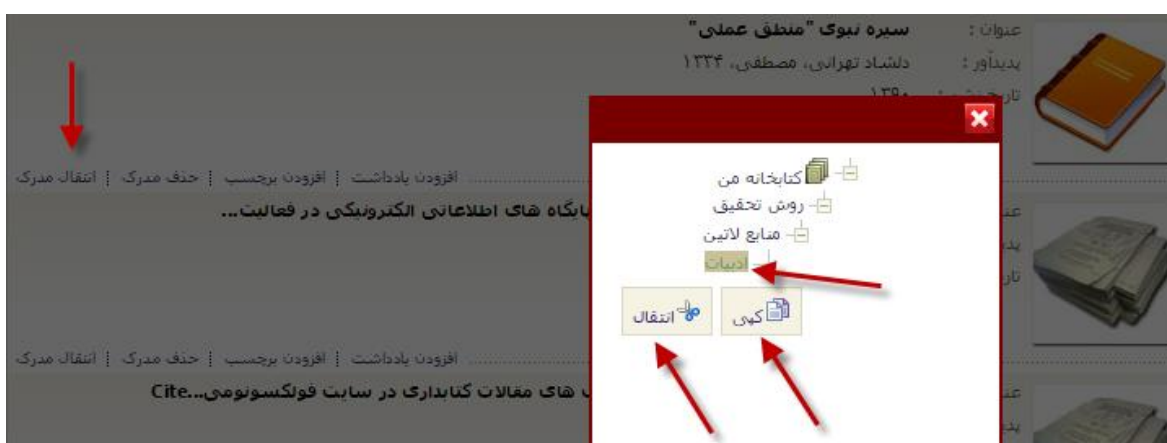 عنوان : سیره نبوی "منطق عملی"
پدیدآور : دلشاد تهرانی، مصطفی، ۱۳۳۴
۱۳۹۰
افزودن یادداشت | افزودن برچسب | حذف مدرک | انتقال مدرک
پایگاه های اطلاعاتی الکترونیکی در فعالیت...
افزودن یادداشت | افزودن برچسب | حذف مدرک | انتقال مدرک
های مقالات کتابداری در سایت فولکسونومی...Cite
کتابخانه من
روش تحقیق
منابع لاتین
ادبیات
کپی
انتقال